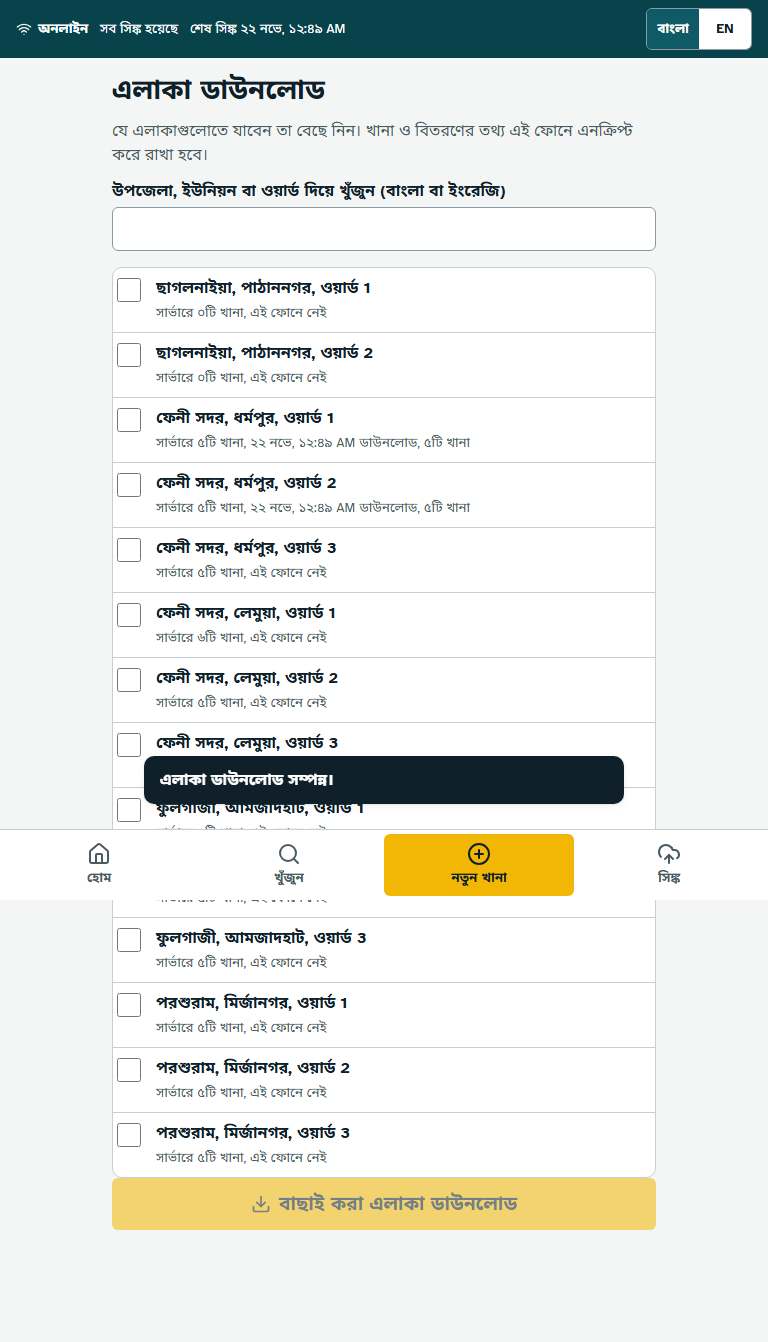 অনলাইন সব সিঙ্ক হয়েছে শেষ সিঙ্ক ২২ নভে, ১২:৪৯ AM বাংলা EN
এলাকা ডাউনলোড
যে এলাকাগুলোতে যাবেন তা বেছে নিন। খানা ও বিতরণের তথ্য এই ফোনে এনক্রিপ্ট
করে রাখা হবে।
উপজেলা, ইউনিয়ন বা ওয়ার্ড দিয়ে খুঁজুন (বাংলা বা ইংরেজি)
ছাগলনাইয়া, পাঠাননগর, ওয়ার্ড 1
সার্ভারে ০টি খানা, এই ফোনে নেই
ছাগলনাইয়া, পাঠাননগর, ওয়ার্ড 2
সার্ভারে ০টি খানা, এই ফোনে নেই
ফেনী সদর, ধর্মপুর, ওয়ার্ড 1
সার্ভারে ৫টি খানা, ২২ নভে, ১২:৪৯ AM ডাউনলোড, ৫টি খানা
ফেনী সদর, ধর্মপুর, ওয়ার্ড 2
সার্ভারে ৫টি খানা, ২২ নভে, ১২:৪৯ AM ডাউনলোড, ৫টি খানা
ফেনী সদর, ধর্মপুর, ওয়ার্ড 3
সার্ভারে ৫টি খানা, এই ফোনে নেই
ফেনী সদর, লেমুয়া, ওয়ার্ড 1
সার্ভারে ৬টি খানা, এই ফোনে নেই
ফেনী সদর, লেমুয়া, ওয়ার্ড 2
সার্ভারে ৫টি খানা, এই ফোনে নেই
ফেনী সদর, লেমুয়া, ওয়ার্ড 3
এলাকা ডাউনলোড সম্পন্ন।
ফুলগাজী, আমজাদহাট, ওয়ার্ড 1
হোম খুঁজুন নতুন খানা সিঙ্ক
ফুলগাজী, আমজাদহাট, ওয়ার্ড 3
সার্ভারে ৫টি খানা, এই ফোনে নেই
পরশুরাম, মির্জানগর, ওয়ার্ড 1
সার্ভারে ৫টি খানা, এই ফোনে নেই
পরশুরাম, মির্জানগর, ওয়ার্ড 2
সার্ভারে ৫টি খানা, এই ফোনে নেই
পরশুরাম, মির্জানগর, ওয়ার্ড 3
সার্ভারে ৫টি খানা, এই ফোনে নেই
বাছাই করা এলাকা ডাউনলোড